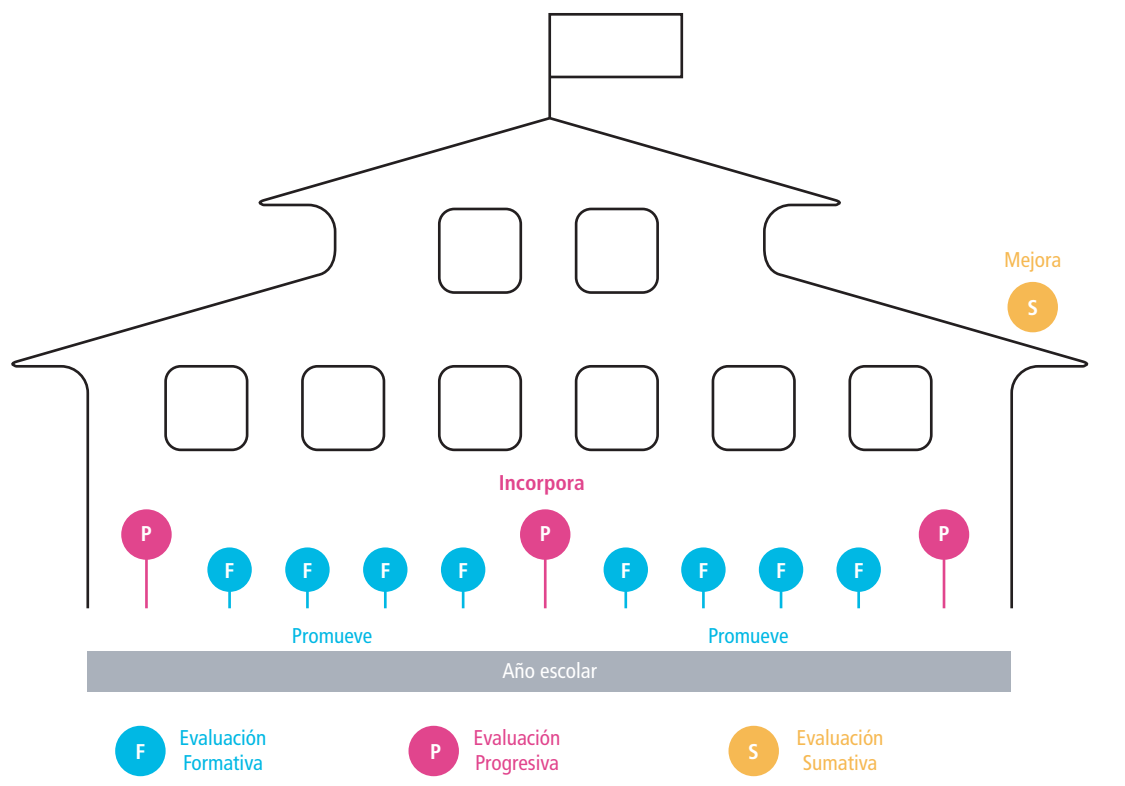 Mejora
S
Incorpora
P P P
F F F F F F F F
Promueve Promueve
Año escolar
F Evaluación Formativa
P Evaluación Progresiva
S Evaluación Sumativa